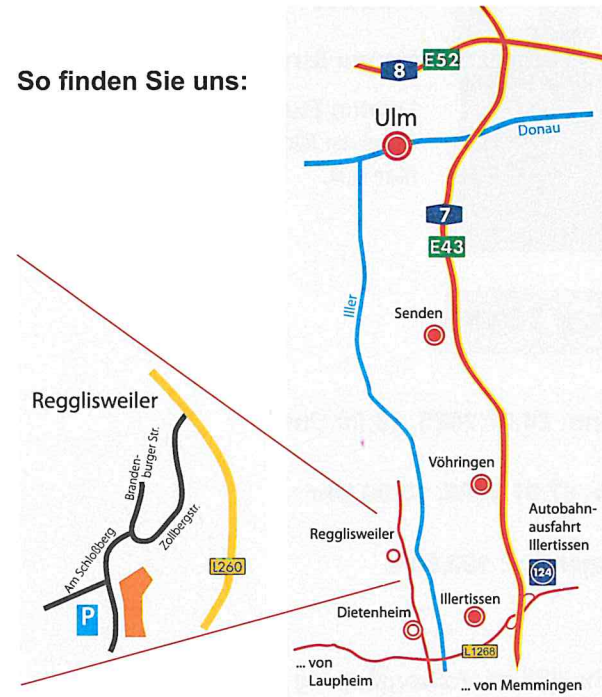 So finden Sie uns:
8
E52
Ulm
Donau
7
E43
Iller
Senden
Regglisweiler
Branden-
burger Str.
Zollbergstr.
Am Schloßberg
L260
P
Vöhringen
Autobahn-
ausfahrt
Illertissen
124
Regglisweiler
Dietenheim
Illertissen
L1268
... von
Laupheim
... von Memmingen